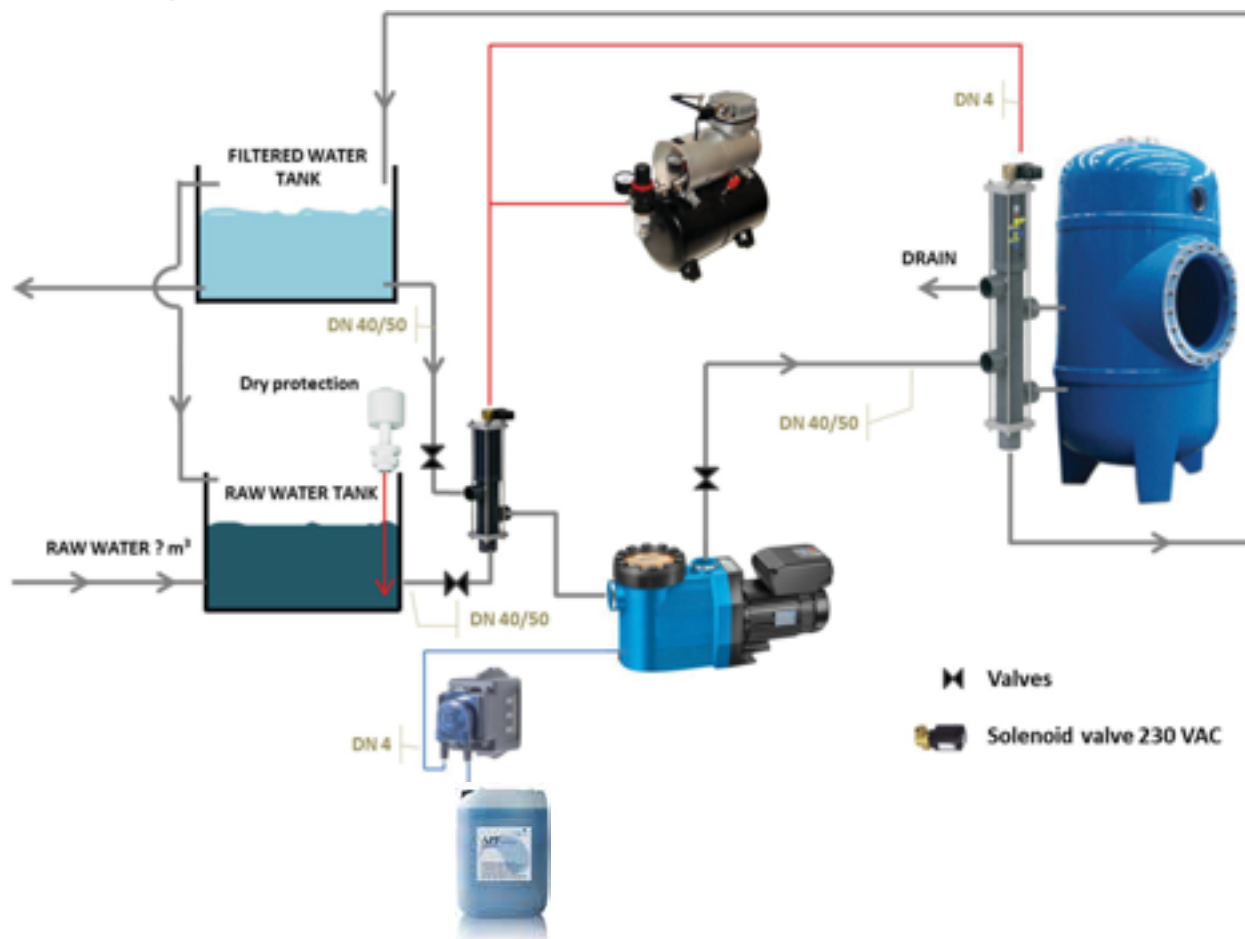 FILTERED WATER
TANK
DN 4
DRAIN
DN 40/50
Dry protection
DN 40/50
RAW WATER TANK
RAW WATER ? m³
DN 40/50
Valves
DN 4
Solenoid valve 230 VAC
APF